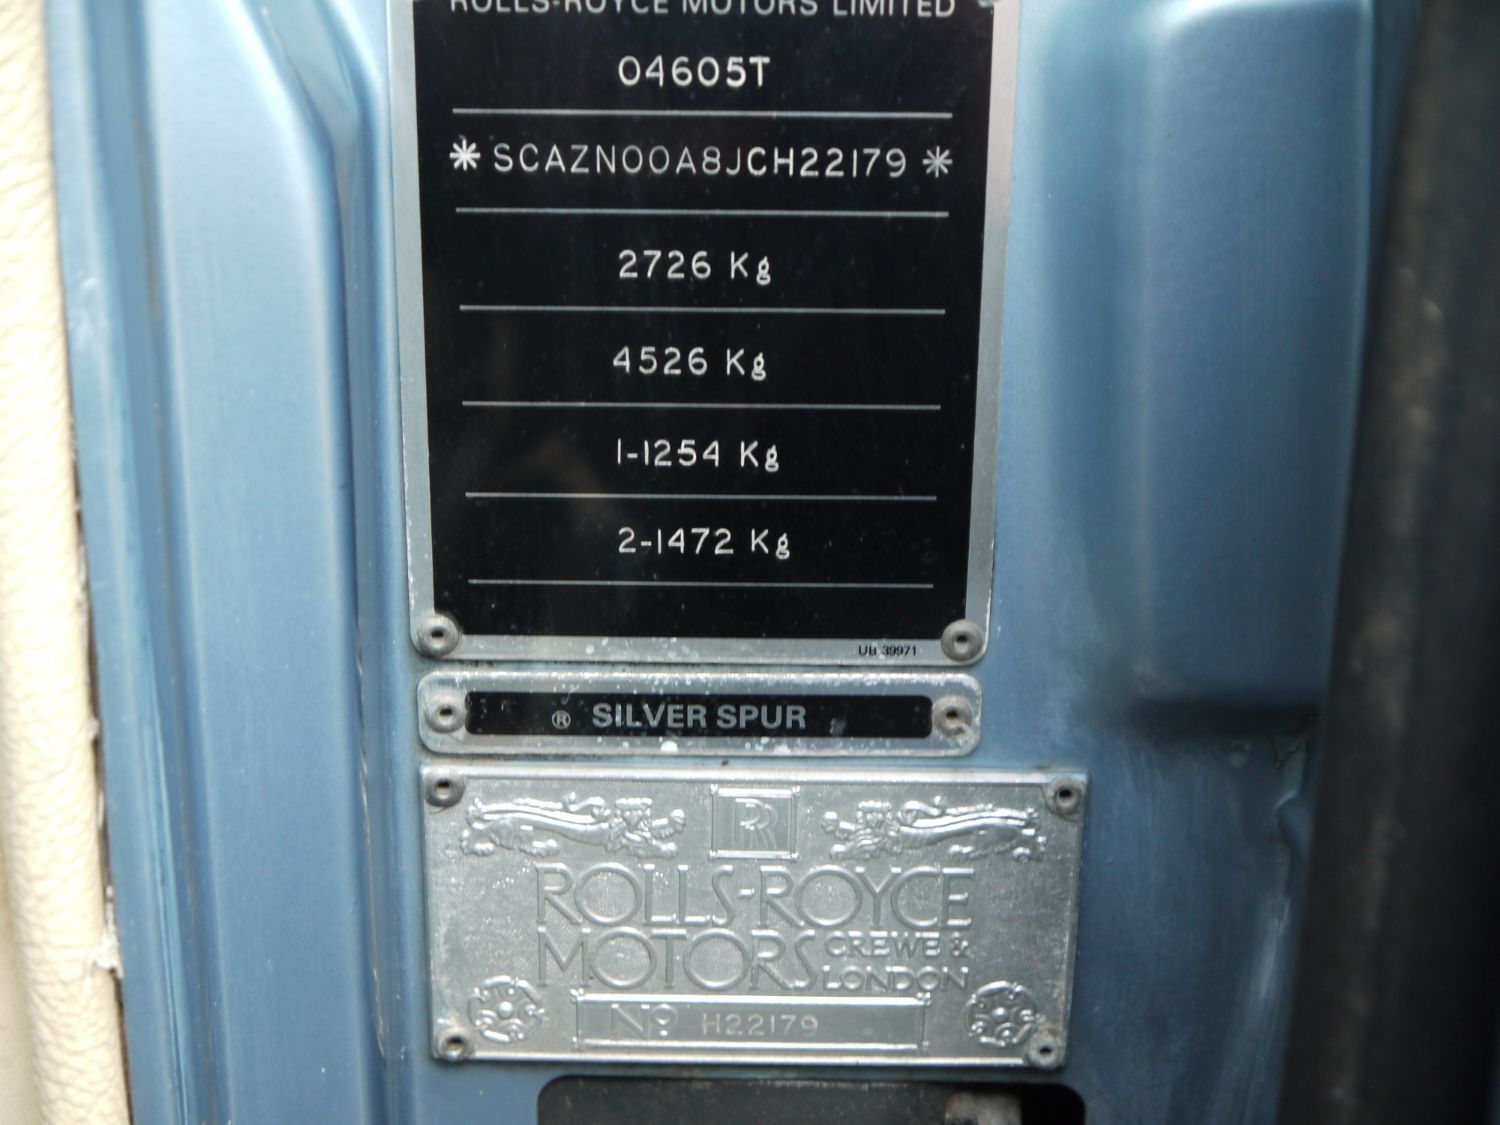 ROLLS-ROYCE MOTORS LIMITED
04605T
* SCAZN00A8JCH22179 *
2726 Kg
4526 Kg
1-1254 Kg
2-1472 Kg
UB 39971
® SILVER SPUR
R
ROLLS-ROYCE
MOTORS CREWE &
LONDON
No H22179